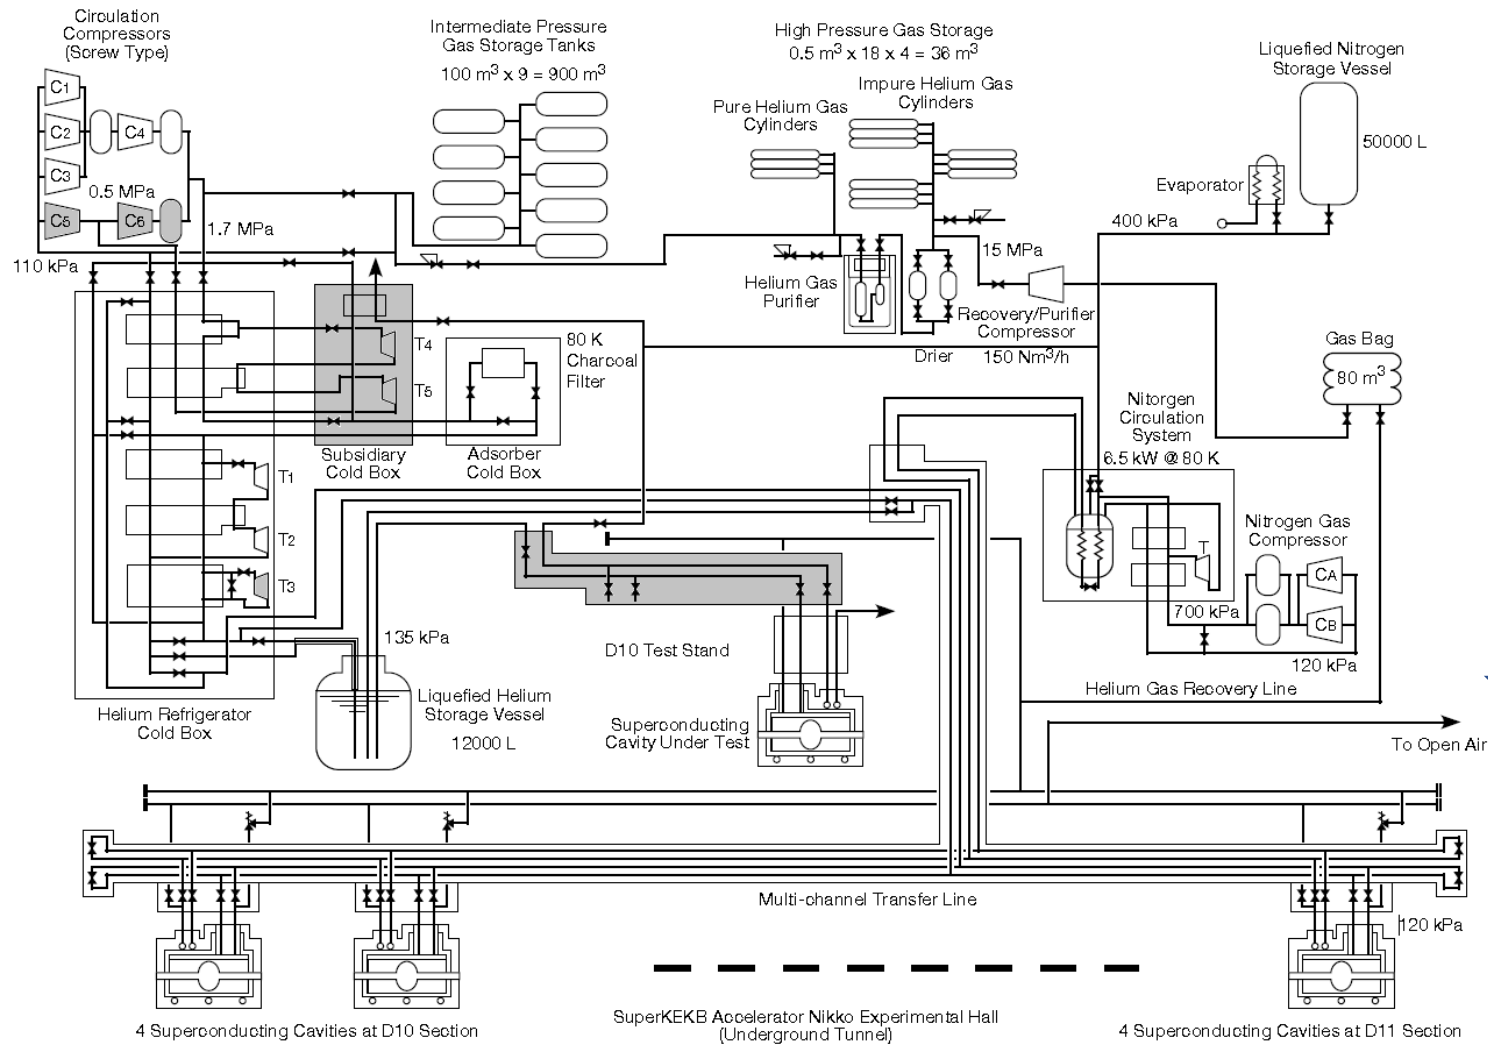 Circulation
Compressors
(Screw Type)
C1
C2
C3
C4
0.5 MPa
C5
C6
1.7 MPa
110 kPa
Intermediate Pressure
Gas Storage Tanks
100 m³ x 9 = 900 m³
High Pressure Gas Storage
0.5 m³ x 18 x 4 = 36 m³
Impure Helium Gas
Cylinders
Pure Helium Gas
Cylinders
Liquefied Nitrogen
Storage Vessel
50000 L
Evaporator
400 kPa
15 MPa
Helium Gas
Purifier
Recovery/Purifier
Compressor
150 Nm³/h
Drier
Gas Bag
80 m³
T4
T5
80 K
Charcoal
Filter
Subsidiary
Cold Box
Adsorber
Cold Box
Nitorgen
Circulation
System
6.5 kW @ 80 K
T1
T2
T3
Nitrogen Gas
Compressor
T
CA
CB
700 kPa
120 kPa
135 kPa
D10 Test Stand
Helium Gas Recovery Line
Helium Refrigerator
Cold Box
Liquefied Helium
Storage Vessel
12000 L
Superconducting
Cavity Under Test
To Open Air
Multi-channel Transfer Line
120 kPa
4 Superconducting Cavities at D10 Section
SuperKEKB Accelerator Nikko Experimental Hall
(Underground Tunnel)
4 Superconducting Cavities at D11 Section